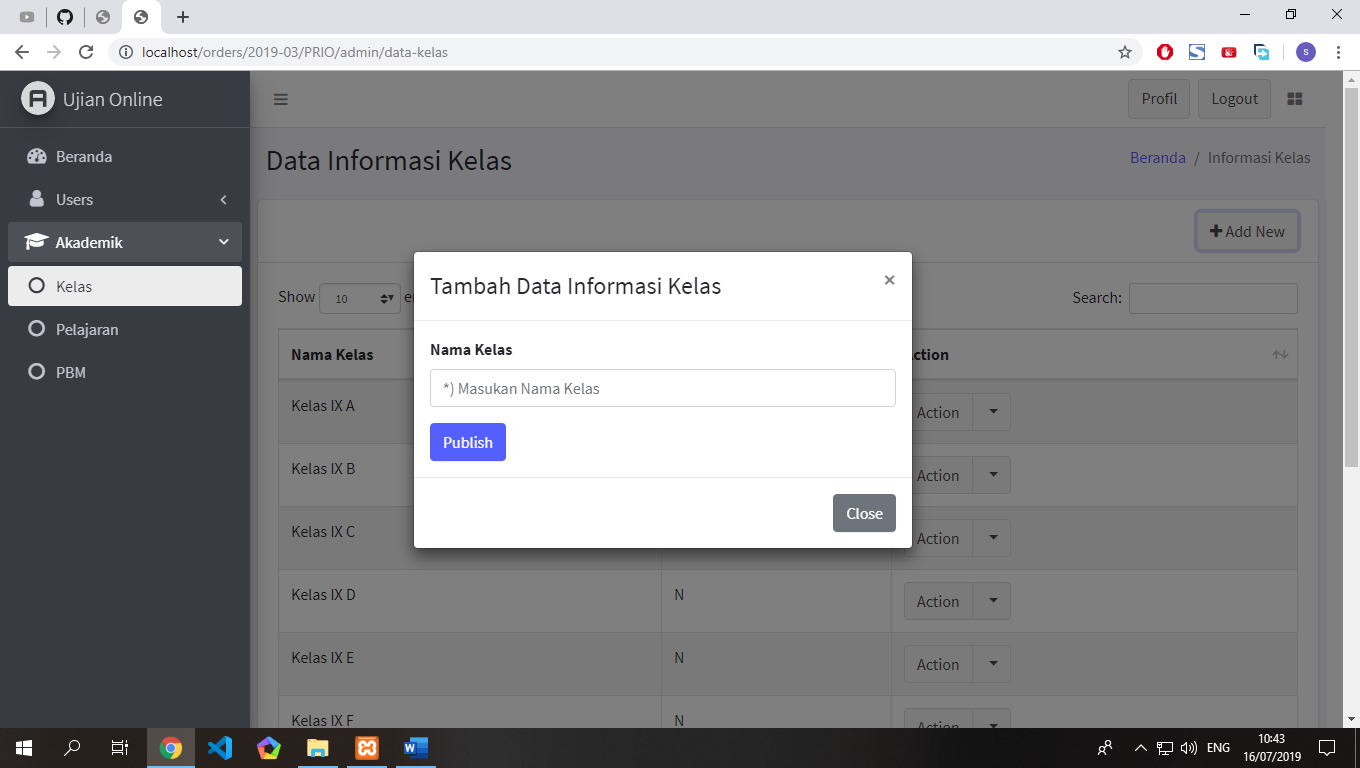 localhost/orders/2019-03/PRIO/admin/data-kelas
S
Ujian Online
Profil
Logout
Beranda
Users
Akademik
Kelas
Pelajaran
PBM
Data Informasi Kelas
Beranda / Informasi Kelas
Add New
Show 10
Search:
Tambah Data Informasi Kelas
×
Nama Kelas
*) Masukan Nama Kelas
Publish
Close
Nama Kelas
Kelas IX A
Action
Kelas IX B
Action
Kelas IX C
Action
Kelas IX D N Action
Kelas IX E N Action
Kelas IX F N Action
ENG
10:43
16/07/2019